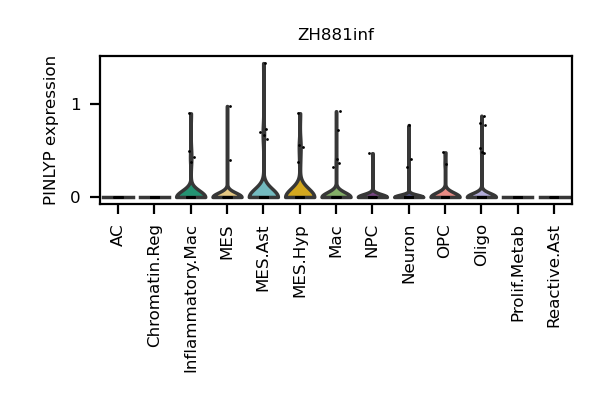 ZH881inf
PINLYP expression
1
0
AC
Chromatin.Reg
Inflammatory.Mac
MES
MES.Ast
MES.Hyp
Mac
NPC
Neuron
OPC
Oligo
Prolif.Metab
Reactive.Ast